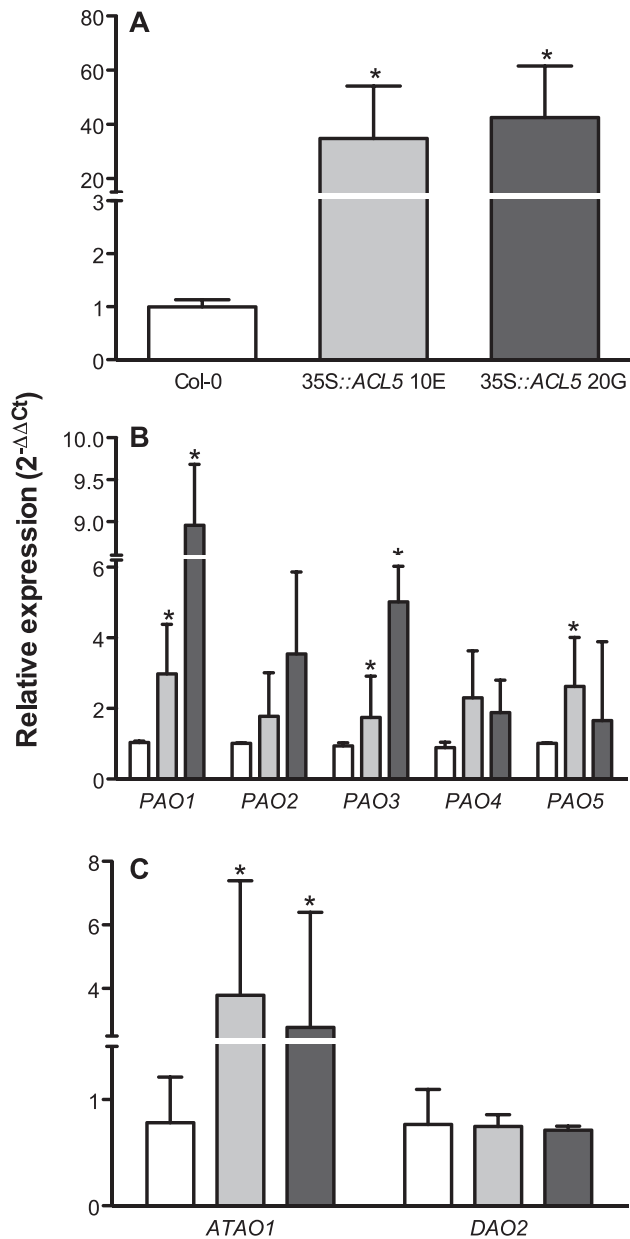 A
80
60
40
20
3
2
1
0
*
*
Col-0
35S::ACL5 10E
35S::ACL5 20G
Relative expression (2-ΔΔCt)
B
10.0
9.5
9.0
6
4
2
0
*
*
*
*
*
PAO1
PAO2
PAO3
PAO4
PAO5
C
8
6
4
1
0
*
*
ATAO1
DAO2